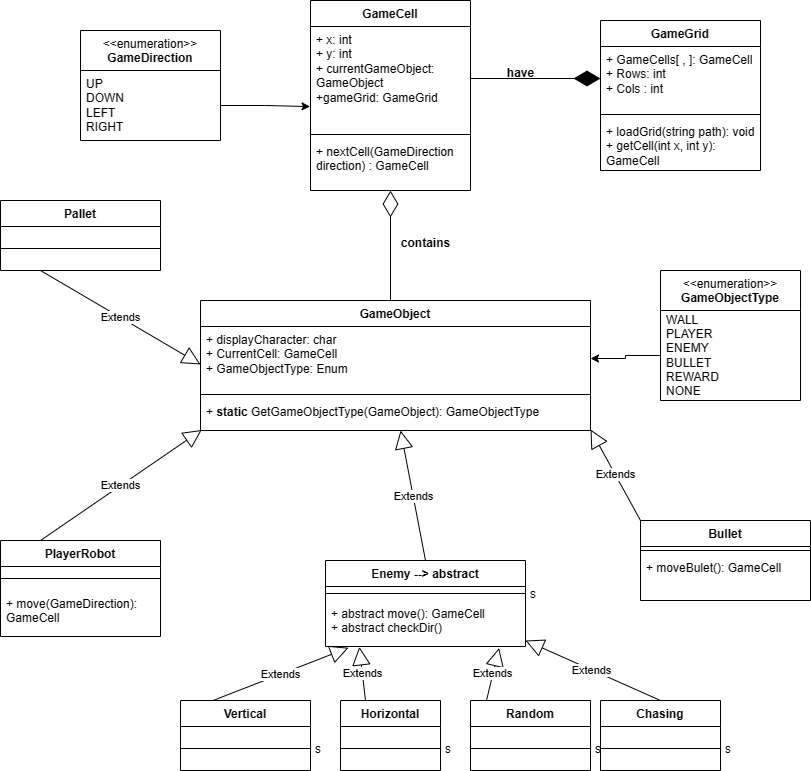 GameCell
+ x: int
+ y: int
+ currentGameObject:
GameObject
+gameGrid: GameGrid
+ nextCell(GameDirection
direction) : GameCell
<<enumeration>>
GameDirection
UP
DOWN
LEFT
RIGHT
have
GameGrid
+ GameCells[ , ]: GameCell
+ Rows: int
+ Cols : int
+ loadGrid(string path): void
+ getCell(int x, int y):
GameCell
Pallet
Extends
contains
GameObject
+ displayCharacter: char
+ CurrentCell: GameCell
+ GameObjectType: Enum
+ static GetGameObjectType(GameObject): GameObjectType
<<enumeration>>
GameObjectType
WALL
PLAYER
ENEMY
BULLET
REWARD
NONE
Extends
Extends
Extends
PlayerRobot
+ move(GameDirection):
GameCell
Enemy --> abstract
s
+ abstract move(): GameCell
+ abstract checkDir()
Bullet
+ moveBulet(): GameCell
Extends
Extends
Extends
Extends
Vertical
s
Horizontal
s
Random
s
Chasing
s